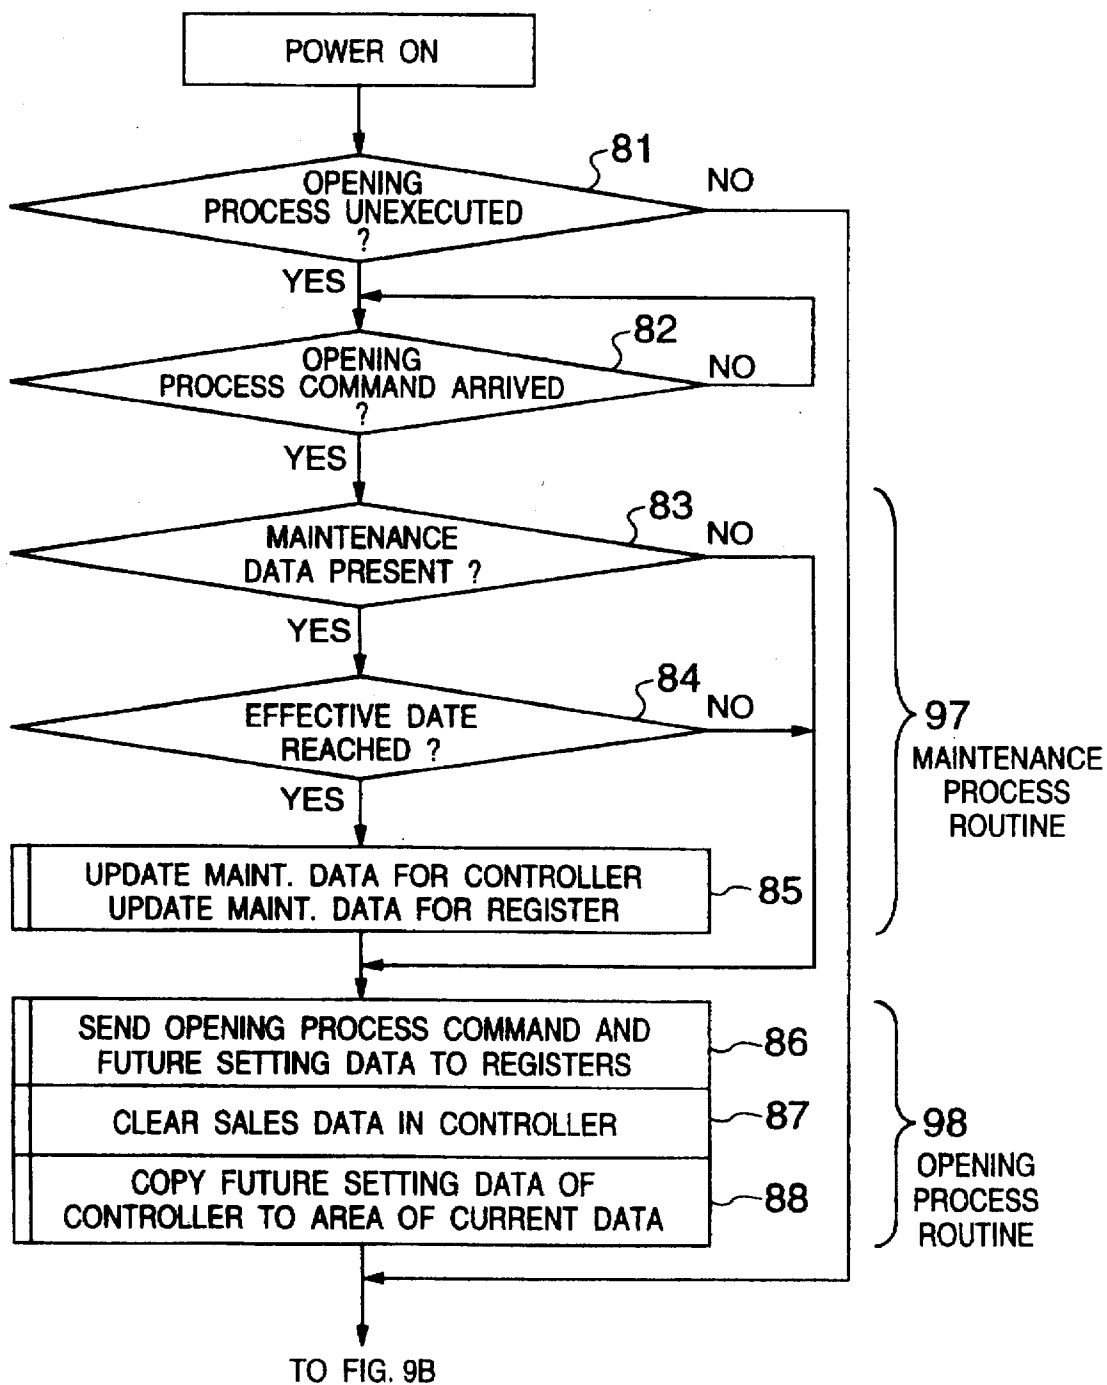 POWER ON
81
OPENING
PROCESS UNEXECUTED
?
NO
YES
82
OPENING
PROCESS COMMAND ARRIVED
?
NO
YES
83
MAINTENANCE
DATA PRESENT ?
NO
YES
84
EFFECTIVE DATE
REACHED ?
NO
YES
97
MAINTENANCE
PROCESS
ROUTINE
UPDATE MAINT. DATA FOR CONTROLLER
UPDATE MAINT. DATA FOR REGISTER
85
SEND OPENING PROCESS COMMAND AND
FUTURE SETTING DATA TO REGISTERS
86
CLEAR SALES DATA IN CONTROLLER
87
COPY FUTURE SETTING DATA OF
CONTROLLER TO AREA OF CURRENT DATA
88
98
OPENING
PROCESS
ROUTINE
TO FIG. 9B